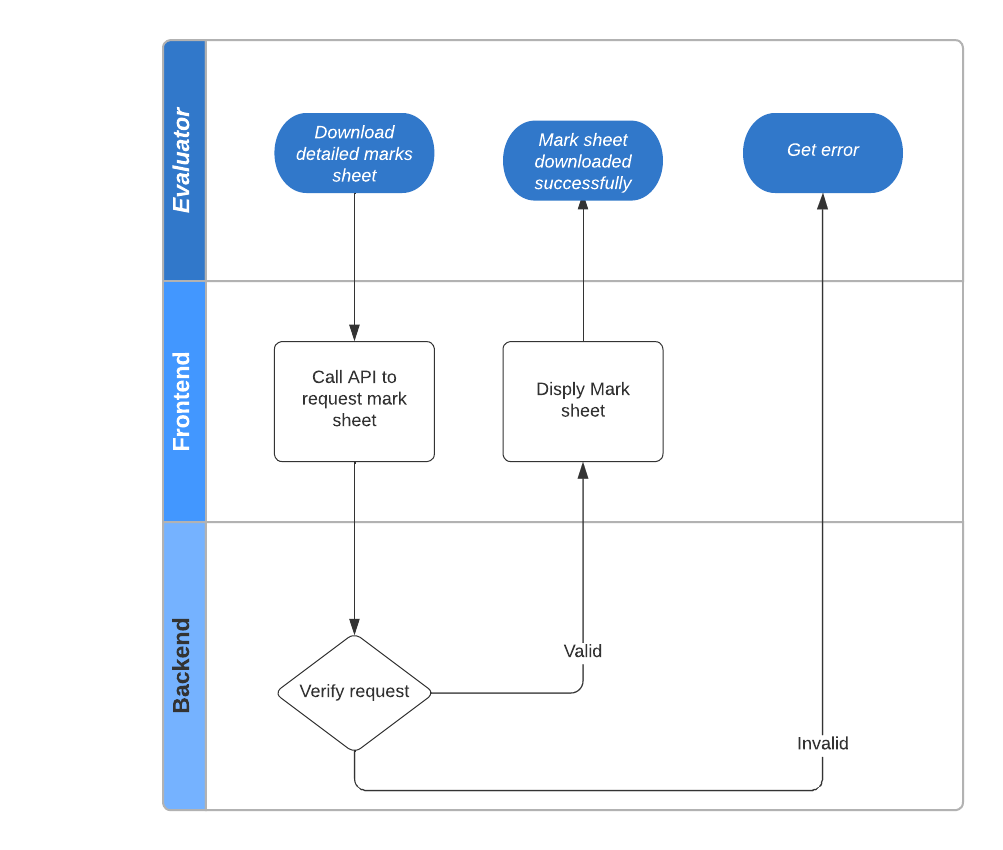 Evaluator
Download
detailed marks
sheet
Mark sheet
downloaded
successfully
Get error
Frontend
Call API to
request mark
sheet
Disply Mark
sheet
Backend
Verify request
Valid
Invalid